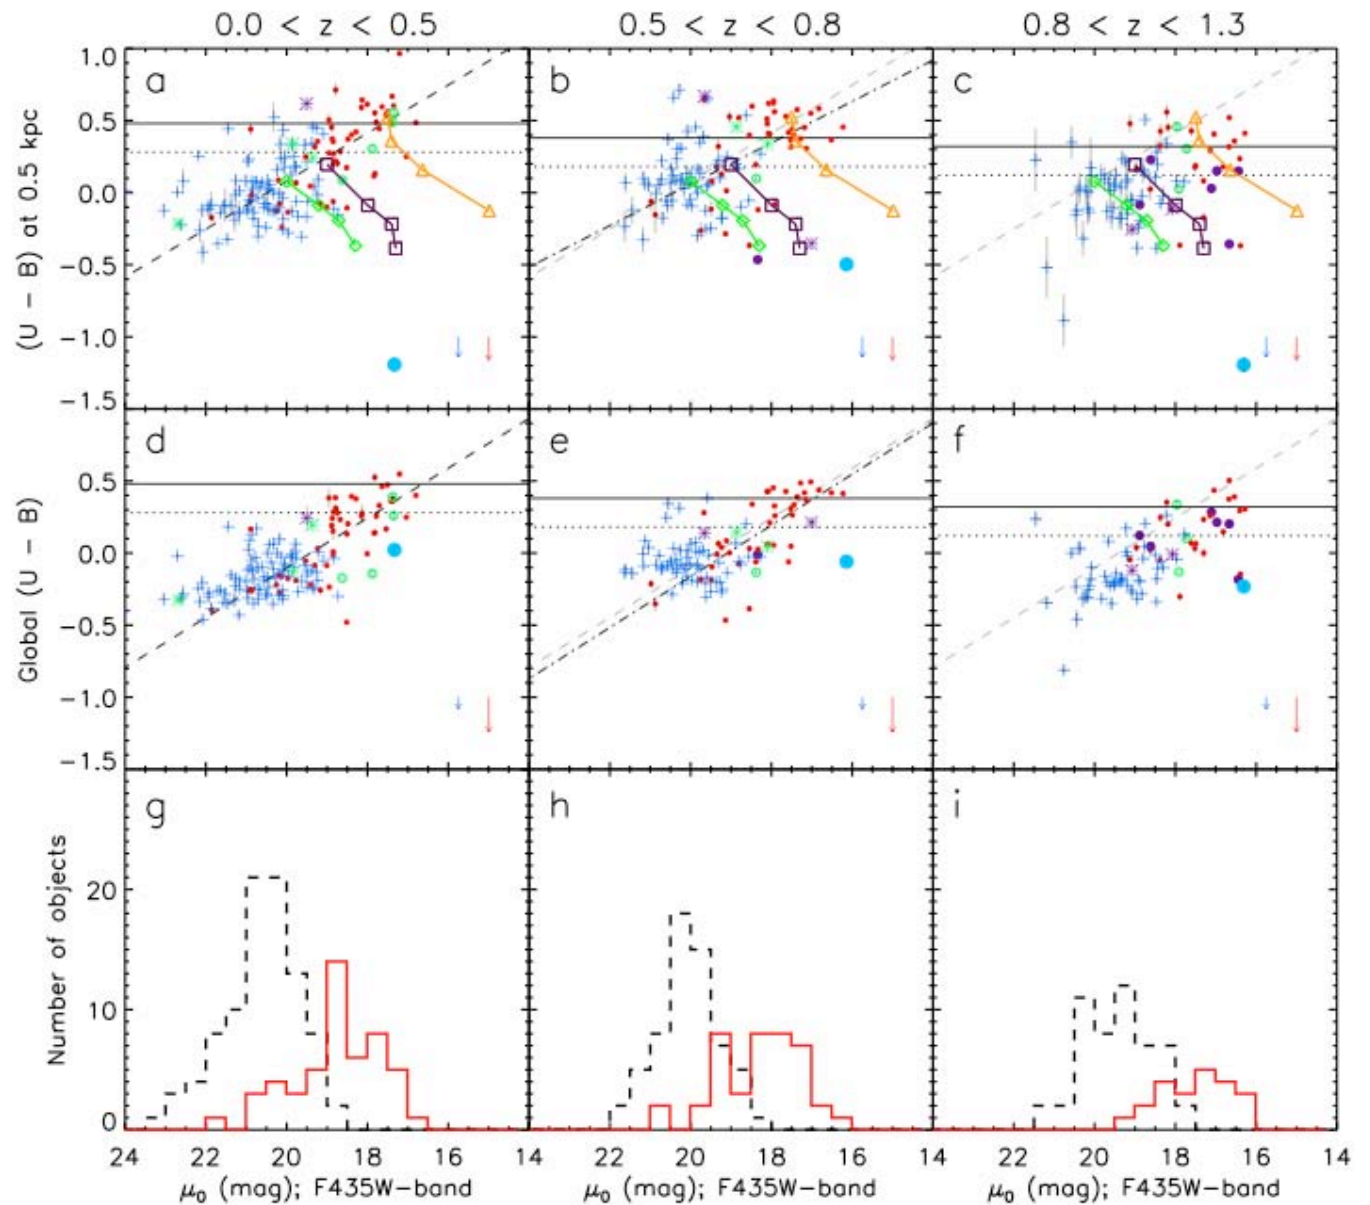 0.0 < z < 0.5
0.5 < z < 0.8
0.8 < z < 1.3
(U − B) at 0.5 kpc
1.0
0.5
0.0
−0.5
−1.0
−1.5
a
b
c
Global (U − B)
0.5
0.0
−0.5
−1.0
−1.5
d
e
f
Number of objects
20
10
0
g
h
i
24 22 20 18 16 14
22 20 18 16 14
22 20 18 16 14
μ₀ (mag); F435W−band
μ₀ (mag); F435W−band
μ₀ (mag); F435W−band